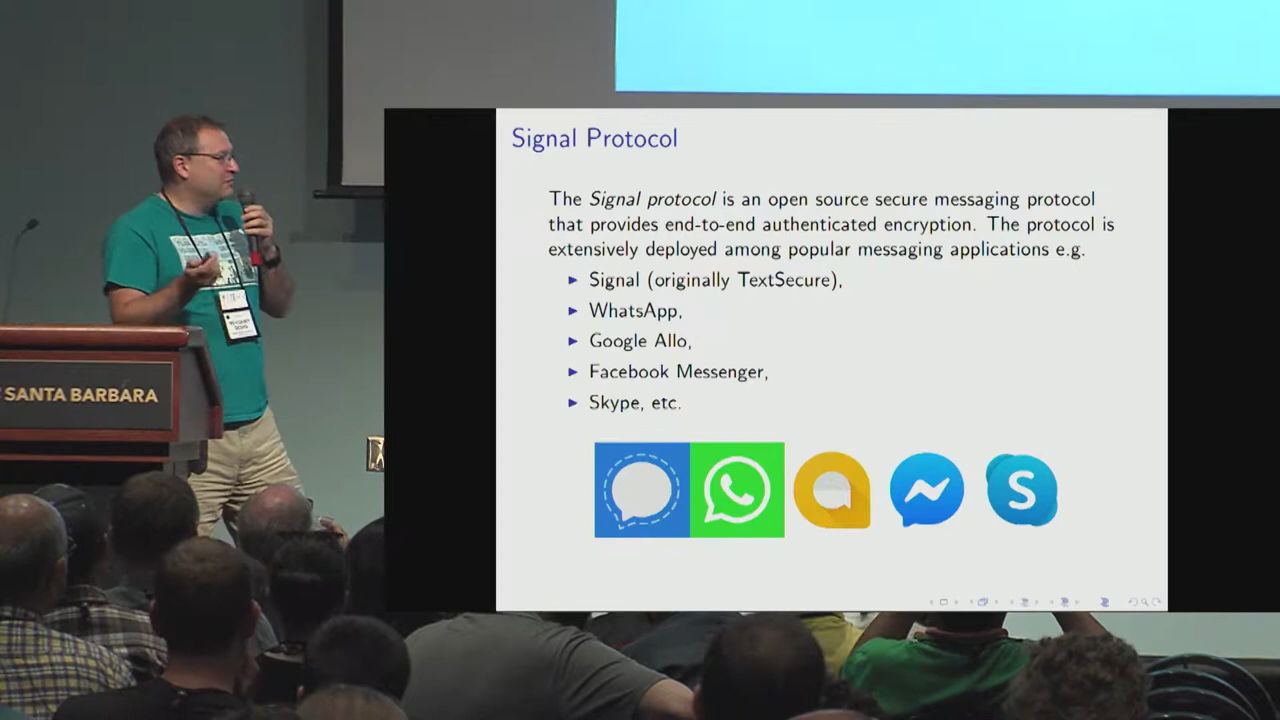 Signal Protocol
The Signal protocol is an open source secure messaging protocol
that provides end-to-end authenticated encryption. The protocol is
extensively deployed among popular messaging applications e.g.
▶ Signal (originally TextSecure),
▶ WhatsApp,
▶ Google Allo,
▶ Facebook Messenger,
▶ Skype, etc.
S
SANTA BARBARA